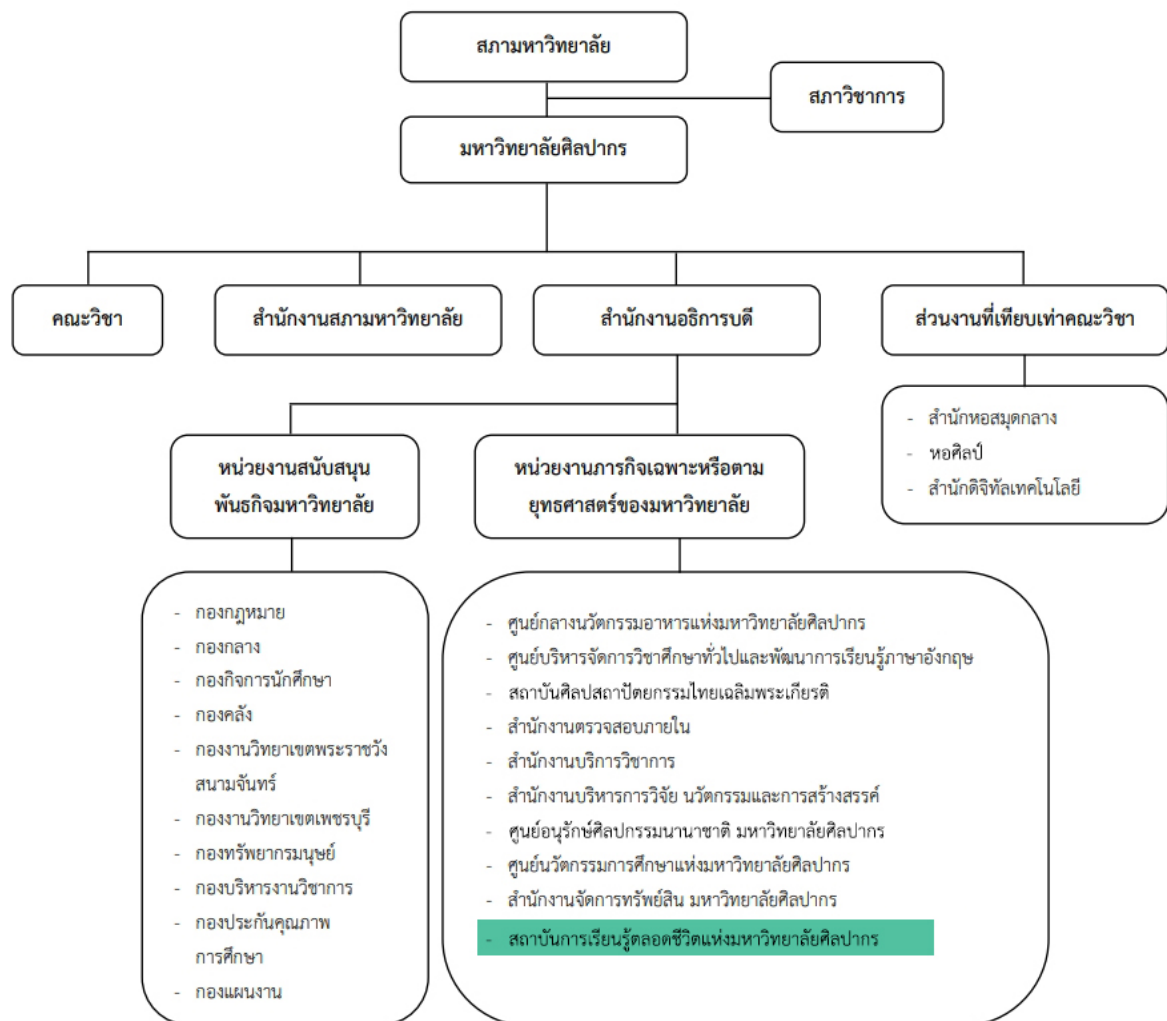 สภามหาวิทยาลัย
สภาวิชาการ
มหาวิทยาลัยศิลปากร
คณะวิชา
สำนักงานสภามหาวิทยาลัย
สำนักงานอธิการบดี
ส่วนงานที่เทียบเท่าคณะวิชา
- สำนักหอสมุดกลาง
- หอศิลป์
- สำนักดิจิทัลเทคโนโลยี
หน่วยงานสนับสนุน
พันธกิจมหาวิทยาลัย
หน่วยงานภารกิจเฉพาะหรือตาม
ยุทธศาสตร์ของมหาวิทยาลัย
- กองกฎหมาย
- กองกลาง
- กองกิจการนักศึกษา
- กองคลัง
- กองงานวิทยาเขตพระราชวัง
สนามจันทร์
- กองงานวิทยาเขตเพชรบุรี
- กองทรัพยากรมนุษย์
- กองบริหารงานวิชาการ
- กองประกันคุณภาพ
การศึกษา
- กองแผนงาน
- ศูนย์กลางนวัตกรรมอาหารแห่งมหาวิทยาลัยศิลปากร
- ศูนย์บริหารจัดการวิชาศึกษาทั่วไปและพัฒนาการเรียนรู้ภาษาอังกฤษ
- สถาบันศิลปสถาปัตยกรรมไทยเฉลิมพระเกียรติ
- สำนักงานตรวจสอบภายใน
- สำนักงานบริการวิชาการ
- สำนักงานบริหารการวิจัย นวัตกรรมและการสร้างสรรค์
- ศูนย์อนุรักษ์ศิลปกรรมนานาชาติ มหาวิทยาลัยศิลปากร
- ศูนย์นวัตกรรมการศึกษาแห่งมหาวิทยาลัยศิลปากร
- สำนักงานจัดการทรัพย์สิน มหาวิทยาลัยศิลปากร
- สถาบันการเรียนรู้ตลอดชีวิตแห่งมหาวิทยาลัยศิลปากร